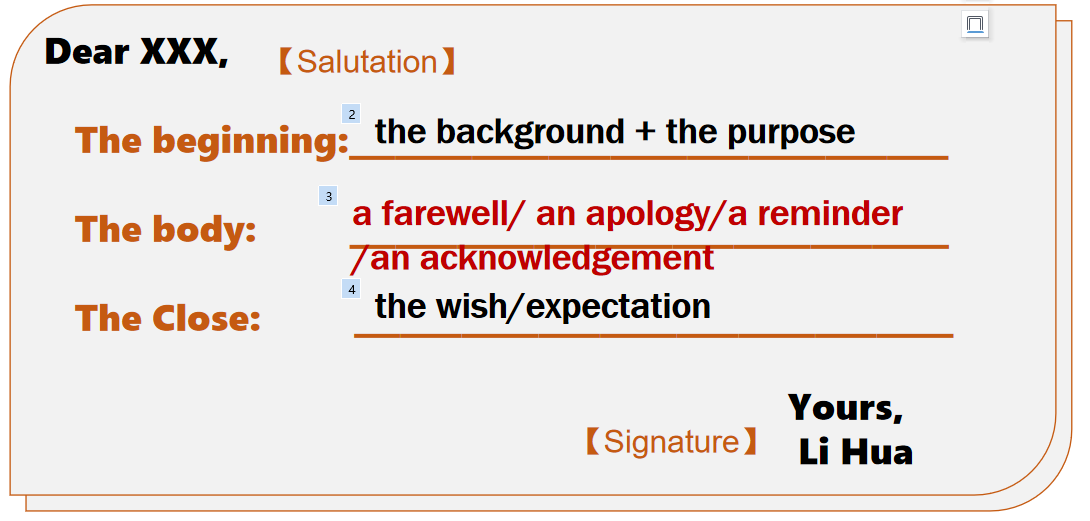 Dear XXX, 【Salutation】
2
The beginning: the background + the purpose
3
The body: a farewell/ an apology/a reminder
/an acknowledgement
4
The Close: the wish/expectation
Yours,
【Signature】 Li Hua